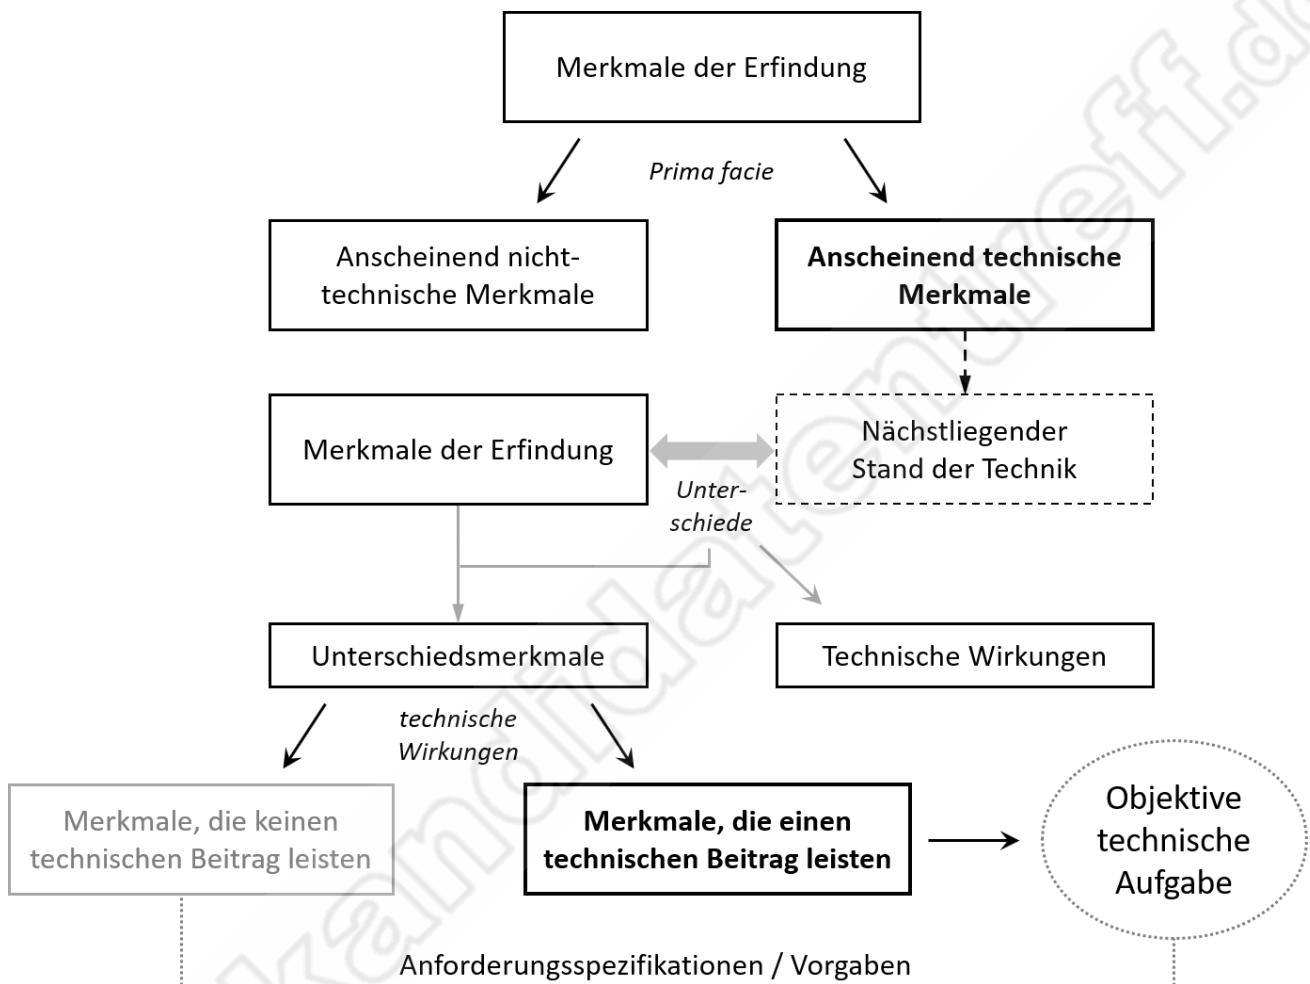 Merkmale der Erfindung
Prima facie
Anscheinend nicht-
technische Merkmale
Anscheinend technische
Merkmale
Merkmale der Erfindung
Nächstliegender
Stand der Technik
Unter-
schiede
Unterschiedsmerkmale
Technische Wirkungen
technische
Wirkungen
Merkmale, die keinen
technischen Beitrag leisten
Merkmale, die einen
technischen Beitrag leisten
Objektive
technische
Aufgabe
Anforderungsspezifikationen / Vorgaben
kandidatentreff.de